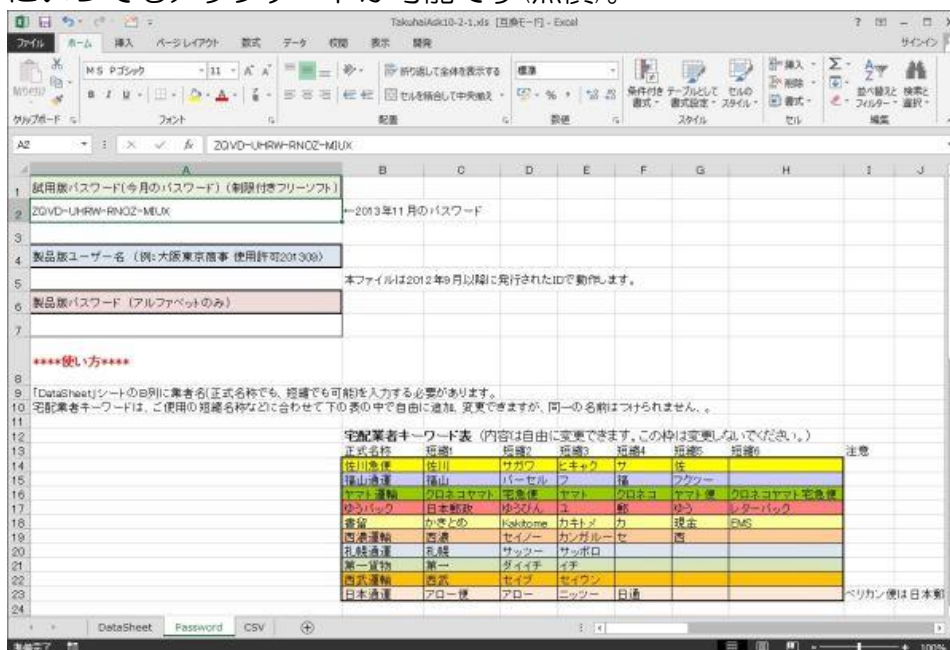 TakuhaiAsk10-2-1.xls [互換モード] - Excel
ファイル ホーム 挿入 ページレイアウト 数式 データ 校閲 表示 開発 サインイン
MS Pゴシック 11
折り返して全体を表示する
標準
セルを結合して中央揃え
条件付き書式
テーブルとして書式設定
セルのスタイル
挿入
削除
書式
並べ替えとフィルター
検索と選択
クリップボード フォント 配置 数値 スタイル セル 編集
A2 ZQVD-UHRW-RNOZ-MIUX
A B C D E F G H I J
1 試用版パスワード(今月のパスワード)(制限付きフリーソフト)
2 ZQVD-UHRW-RNOZ-MIUX ←2013年11月のパスワード
3
4 製品版ユーザー名 (例:大阪東京商事 使用許可201309)
5 本ファイルは2012年9月以降に発行されたIDで動作します。
6 製品版パスワード (アルファベットのみ)
7
8 ****使い方****
9 「DataSheet」シートのB列に業者名(正式名称でも、短縮でも可能)を入力する必要があります。
10 宅配業者キーワードは、ご使用の短縮名称などに合わせて下の表の中で自由に追加、変更できますが、同一の名前はつけられません、。
11
12 宅配業者キーワード表 (内容は自由に変更できます。この枠は変更しないでください。)
13 正式名称 短縮1 短縮2 短縮3 短縮4 短縮5 短縮6 注意
14 佐川急便 佐川 サガワ ヒキャク サ 佐
15 福山通運 福山 パーセル フ 福 フクツー
16 ヤマト運輸 クロネコヤマト 宅急便 ヤマト クロネコ ヤマト便 クロネコヤマト宅急便
17 ゆうパック 日本郵政 ゆうびん ユ 郵 ゆう レターパック
18 書留 かきとめ Kakitome カキトメ カ 現金 EMS
19 西濃運輸 西濃 セイノー カンガルー セ 西
20 札幌通運 札幌 サッツー サッポロ
21 第一貨物 第一 ダイイチ イチ
22 西武運輸 西武 セイブ セイウン
23 日本通運 アロー便 アロー ニッツー 日通 ペリカン便は日本郵
24
DataSheet Password CSV
準備完了 100%